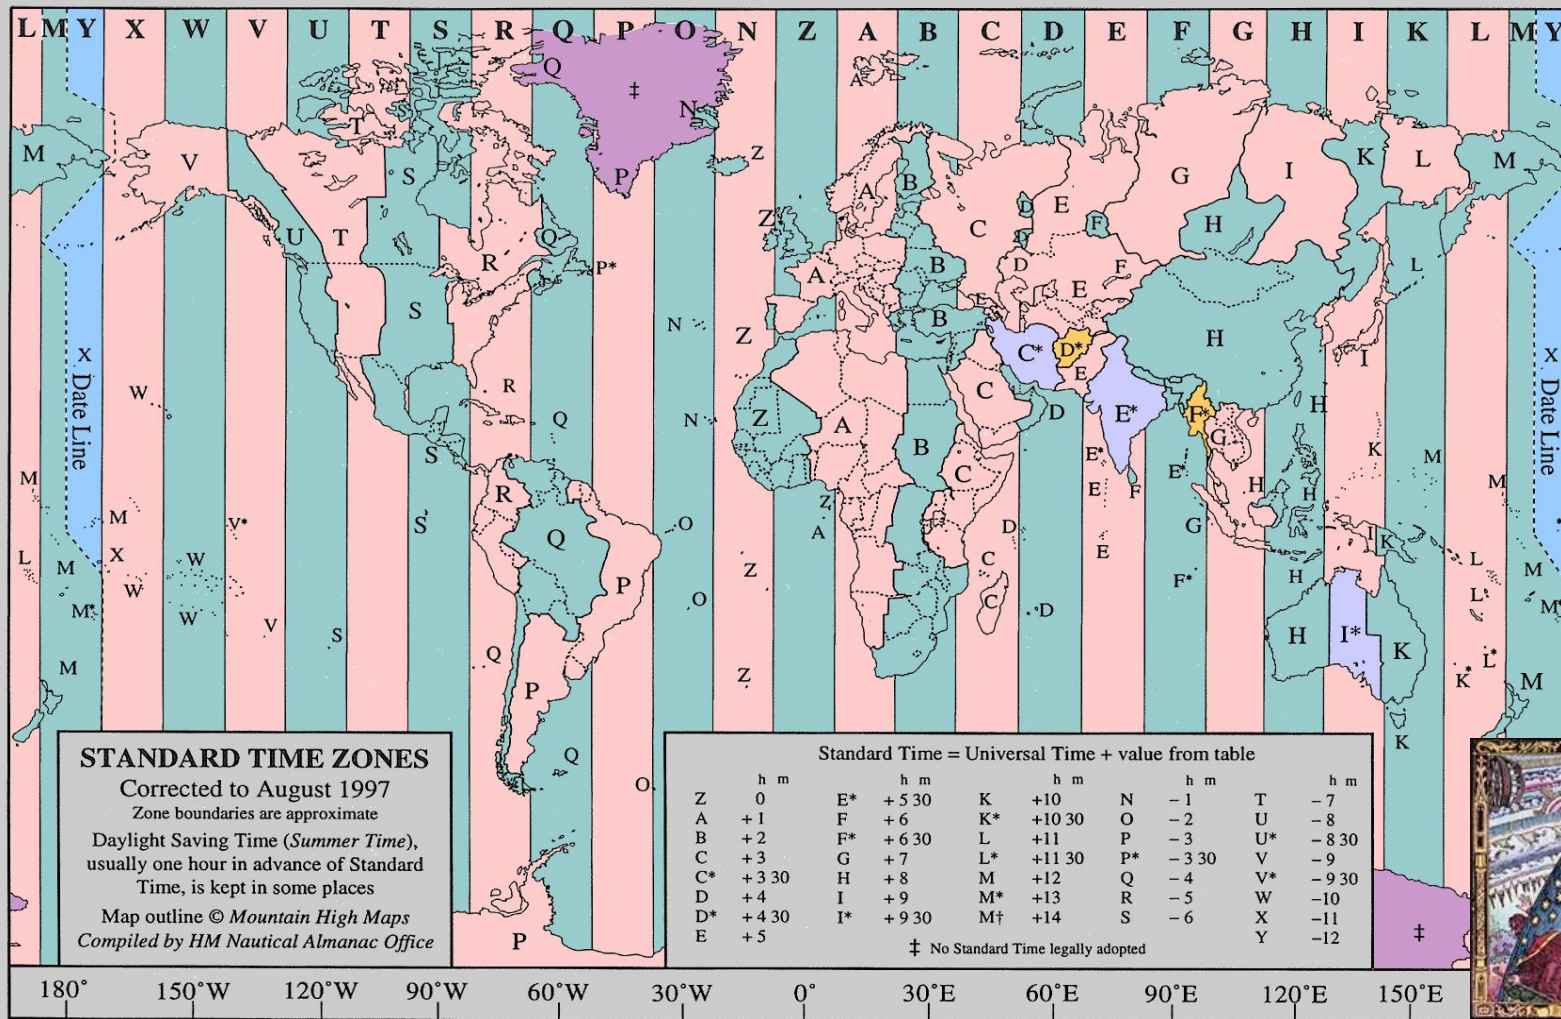 L M Y X W V U T S R Q P O N Z A B C D E F G H I K L M Y
Q
‡
A
N
T
M
V
S
P
Z
A
B
D
E
G
I
K
L
M
H
F
U
T
R
Q
P*
Z
C
D
B
A
D
E
F
L
S
N
Z
B
E
H
I
X
Date Line
X
Date Line
W
R
Q
N
Z
A
B
C
C*
D*
E
D
E*
F*
G
H
K
M
S
R
E*
E
F
E*
H
H
M
M
M
V*
S
Q
O
Z
A
C
D
G
I
K
L
X
W
L
M
W
W
M*
V
S
P
Z
O
C
C
D
E
F*
H
L
L
M
M*
M
Q
P
Z
H
I*
K
K*
L*
M
K
Q
O
P
‡
STANDARD TIME ZONES
Corrected to August 1997
Zone boundaries are approximate
Daylight Saving Time (Summer Time),
usually one hour in advance of Standard
Time, is kept in some places
Map outline © Mountain High Maps
Compiled by HM Nautical Almanac Office
Standard Time = Universal Time + value from table
h m h m h m h m h m
Z 0 E* + 5 30 K +10 N – 1 T – 7
A + 1 F + 6 K* +10 30 O – 2 U – 8
B + 2 F* + 6 30 L +11 P – 3 U* – 8 30
C + 3 G + 7 L* +11 30 P* – 3 30 V – 9
C* + 3 30 H + 8 M +12 Q – 4 V* – 9 30
D + 4 I + 9 M* +13 R – 5 W –10
D* + 4 30 I* + 9 30 M† +14 S – 6 X –11
E + 5 Y –12
‡ No Standard Time legally adopted
180° 150°W 120°W 90°W 60°W 30°W 0° 30°E 60°E 90°E 120°E 150°E